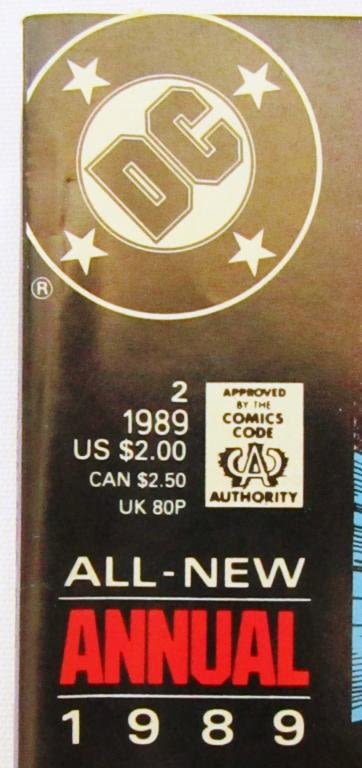 DC
®
2
1989
US $2.00
CAN $2.50
UK 80P
APPROVED
BY THE
COMICS
CODE
CA
AUTHORITY
ALL-NEW
ANNUAL
1989